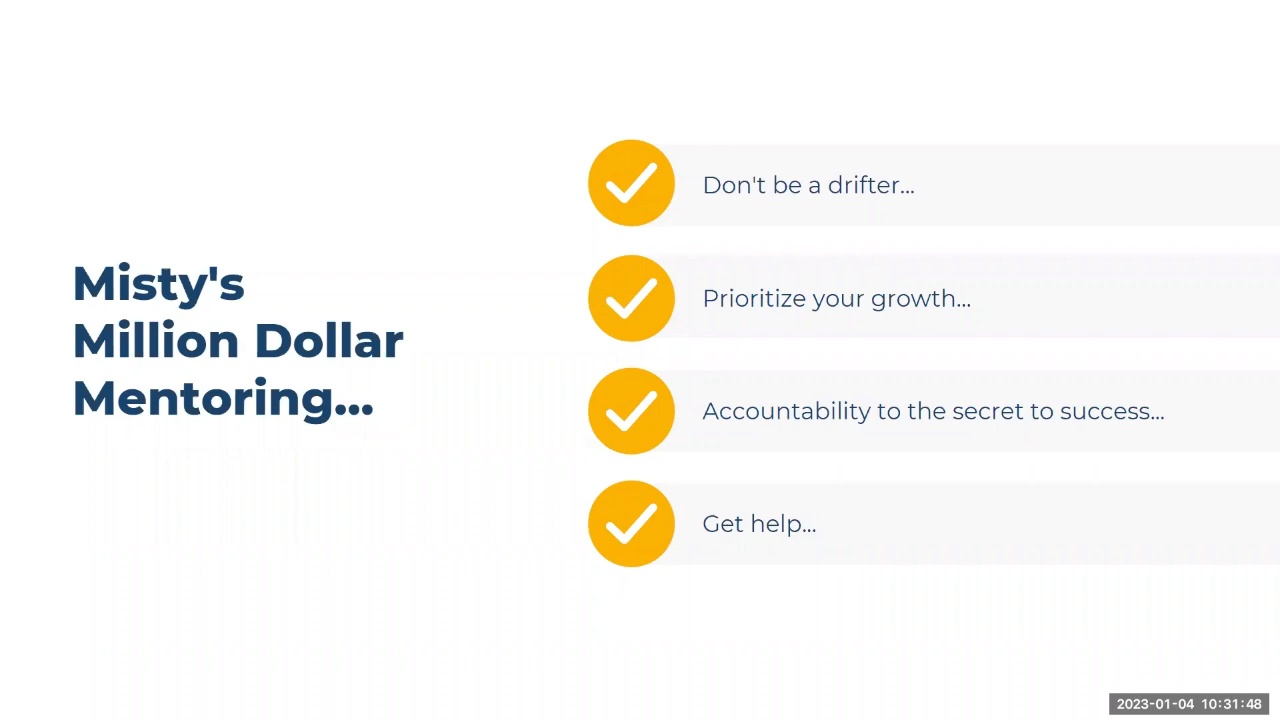 Misty's
Million Dollar
Mentoring...
Don't be a drifter...
Prioritize your growth...
Accountability to the secret to success...
Get help...
2023-01-04 10:31:48